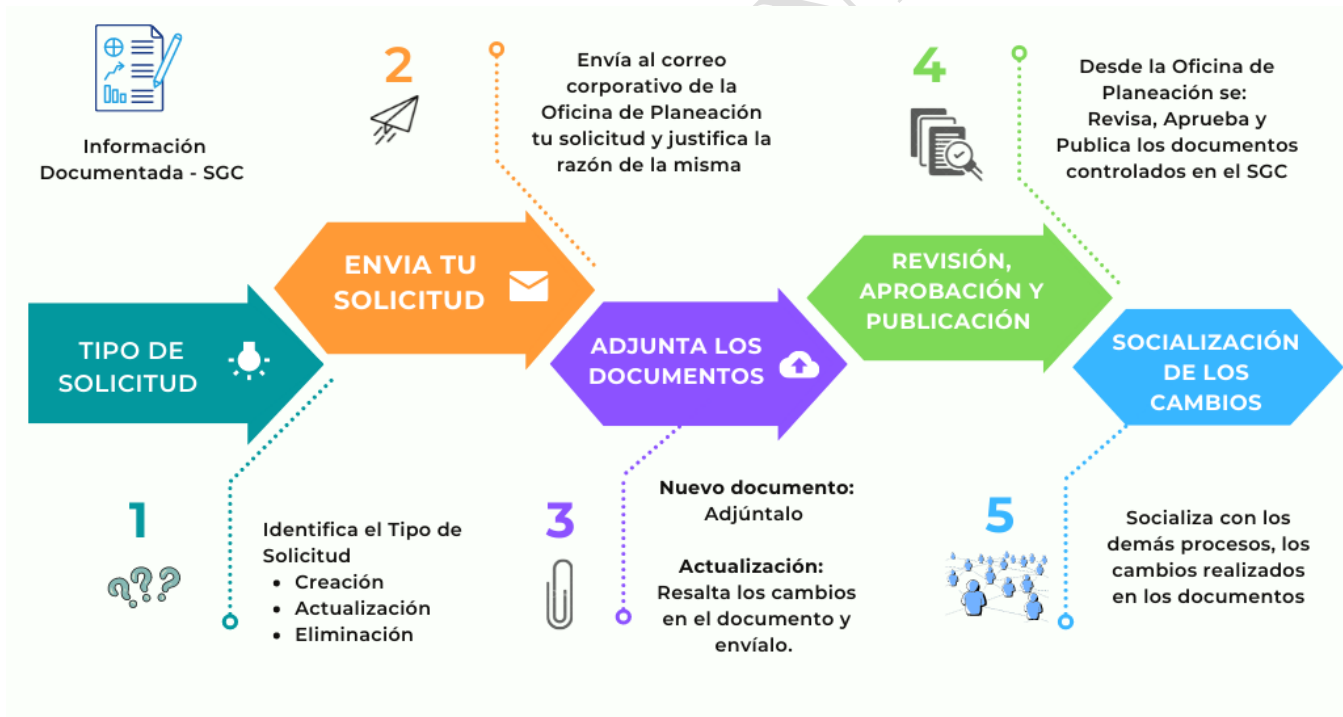 Información
Documentada - SGC
1
TIPO DE
SOLICITUD
Identifica el Tipo de
Solicitud
• Creación
• Actualización
• Eliminación
2
ENVIA TU
SOLICITUD
Envía al correo
corporativo de la
Oficina de Planeación
tu solicitud y justifica la
razón de la misma
3
ADJUNTA LOS
DOCUMENTOS
Nuevo documento:
Adjúntalo
Actualización:
Resalta los cambios
en el documento y
envíalo.
4
REVISIÓN,
APROBACIÓN Y
PUBLICACIÓN
Desde la Oficina de
Planeación se:
Revisa, Aprueba y
Publica los documentos
controlados en el SGC
5
SOCIALIZACIÓN
DE LOS
CAMBIOS
Socializa con los
demás procesos, los
cambios realizados
en los documentos